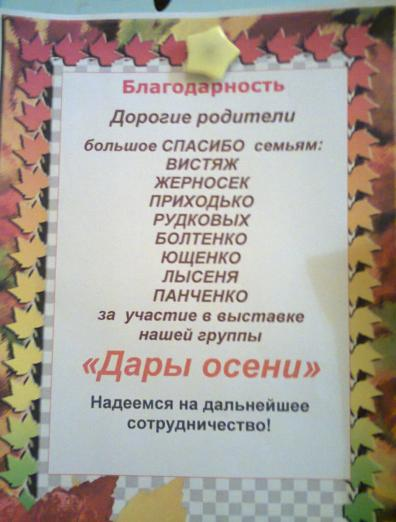 Благодарность
Дорогие родители
большое СПАСИБО семьям:
ВИСТЯЖ
ЖЕРНОСЕК
ПРИХОДЬКО
РУДКОВЫХ
БОЛТЕНКО
ЮЩЕНКО
ЛЫСЕНЯ
ПАНЧЕНКО
за участие в выставке
нашей группы
«Дары осени»
Надеемся на дальнейшее
сотрудничество!